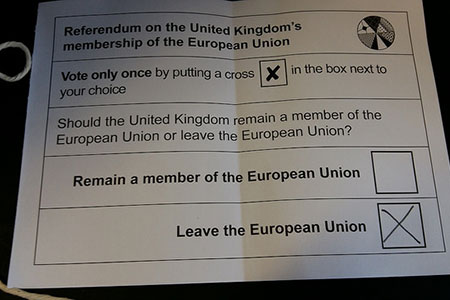 Referendum on the United Kingdom's
membership of the European Union
Vote only once by putting a cross X in the box next to
your choice
Should the United Kingdom remain a member of the
European Union or leave the European Union?
Remain a member of the European Union
Leave the European Union X